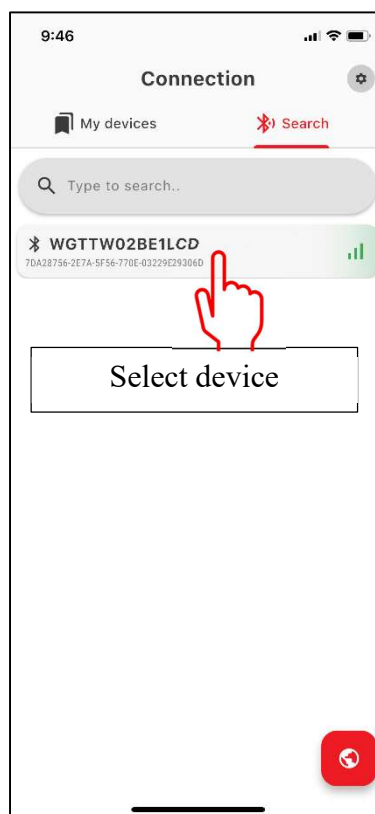 9:46
Connection
My devices
Search
Type to search..
WGTTW02BE1LCD
7DA28756-2E7A-5F56-770E-03229E29306D
Select device